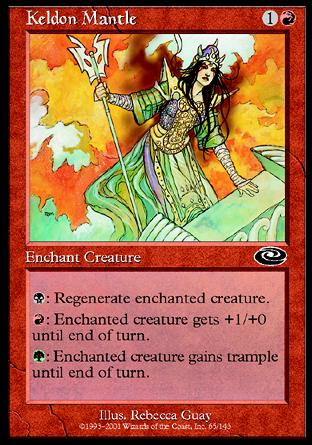 Keldon Mantle 1
Enchant Creature
: Regenerate enchanted creature.
: Enchanted creature gets +1/+0
until end of turn.
: Enchanted creature gains trample
until end of turn.
Illus. Rebecca Guay
©1993-2001 Wizards of the Coast, Inc. 65/143